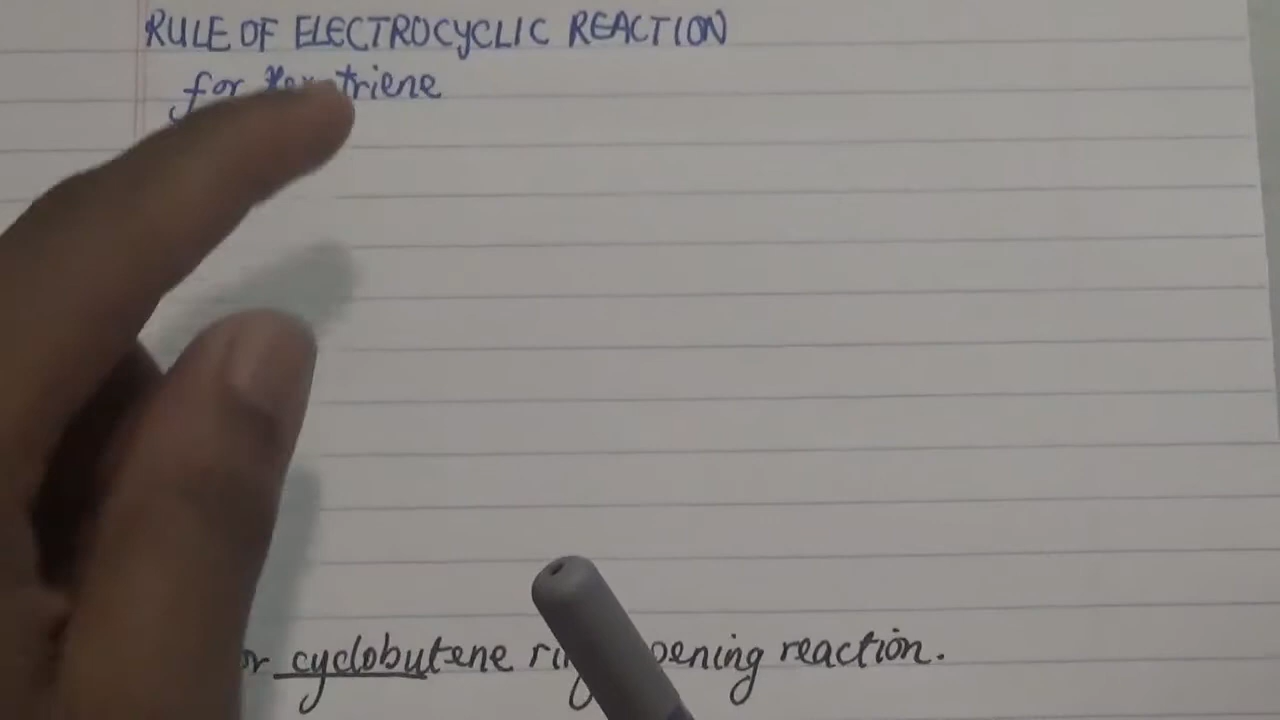 RULE OF ELECTROCYCLIC REACTION
for triene
cyclobutene reaction.